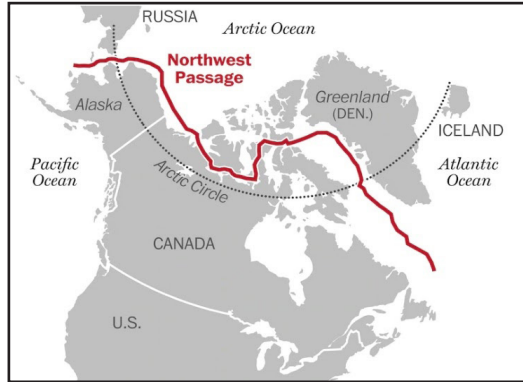 RUSSIA
Arctic Ocean
Northwest
Passage
Alaska
Greenland
(DEN.)
ICELAND
Pacific
Ocean
Arctic Circle
Atlantic
Ocean
CANADA
U.S.